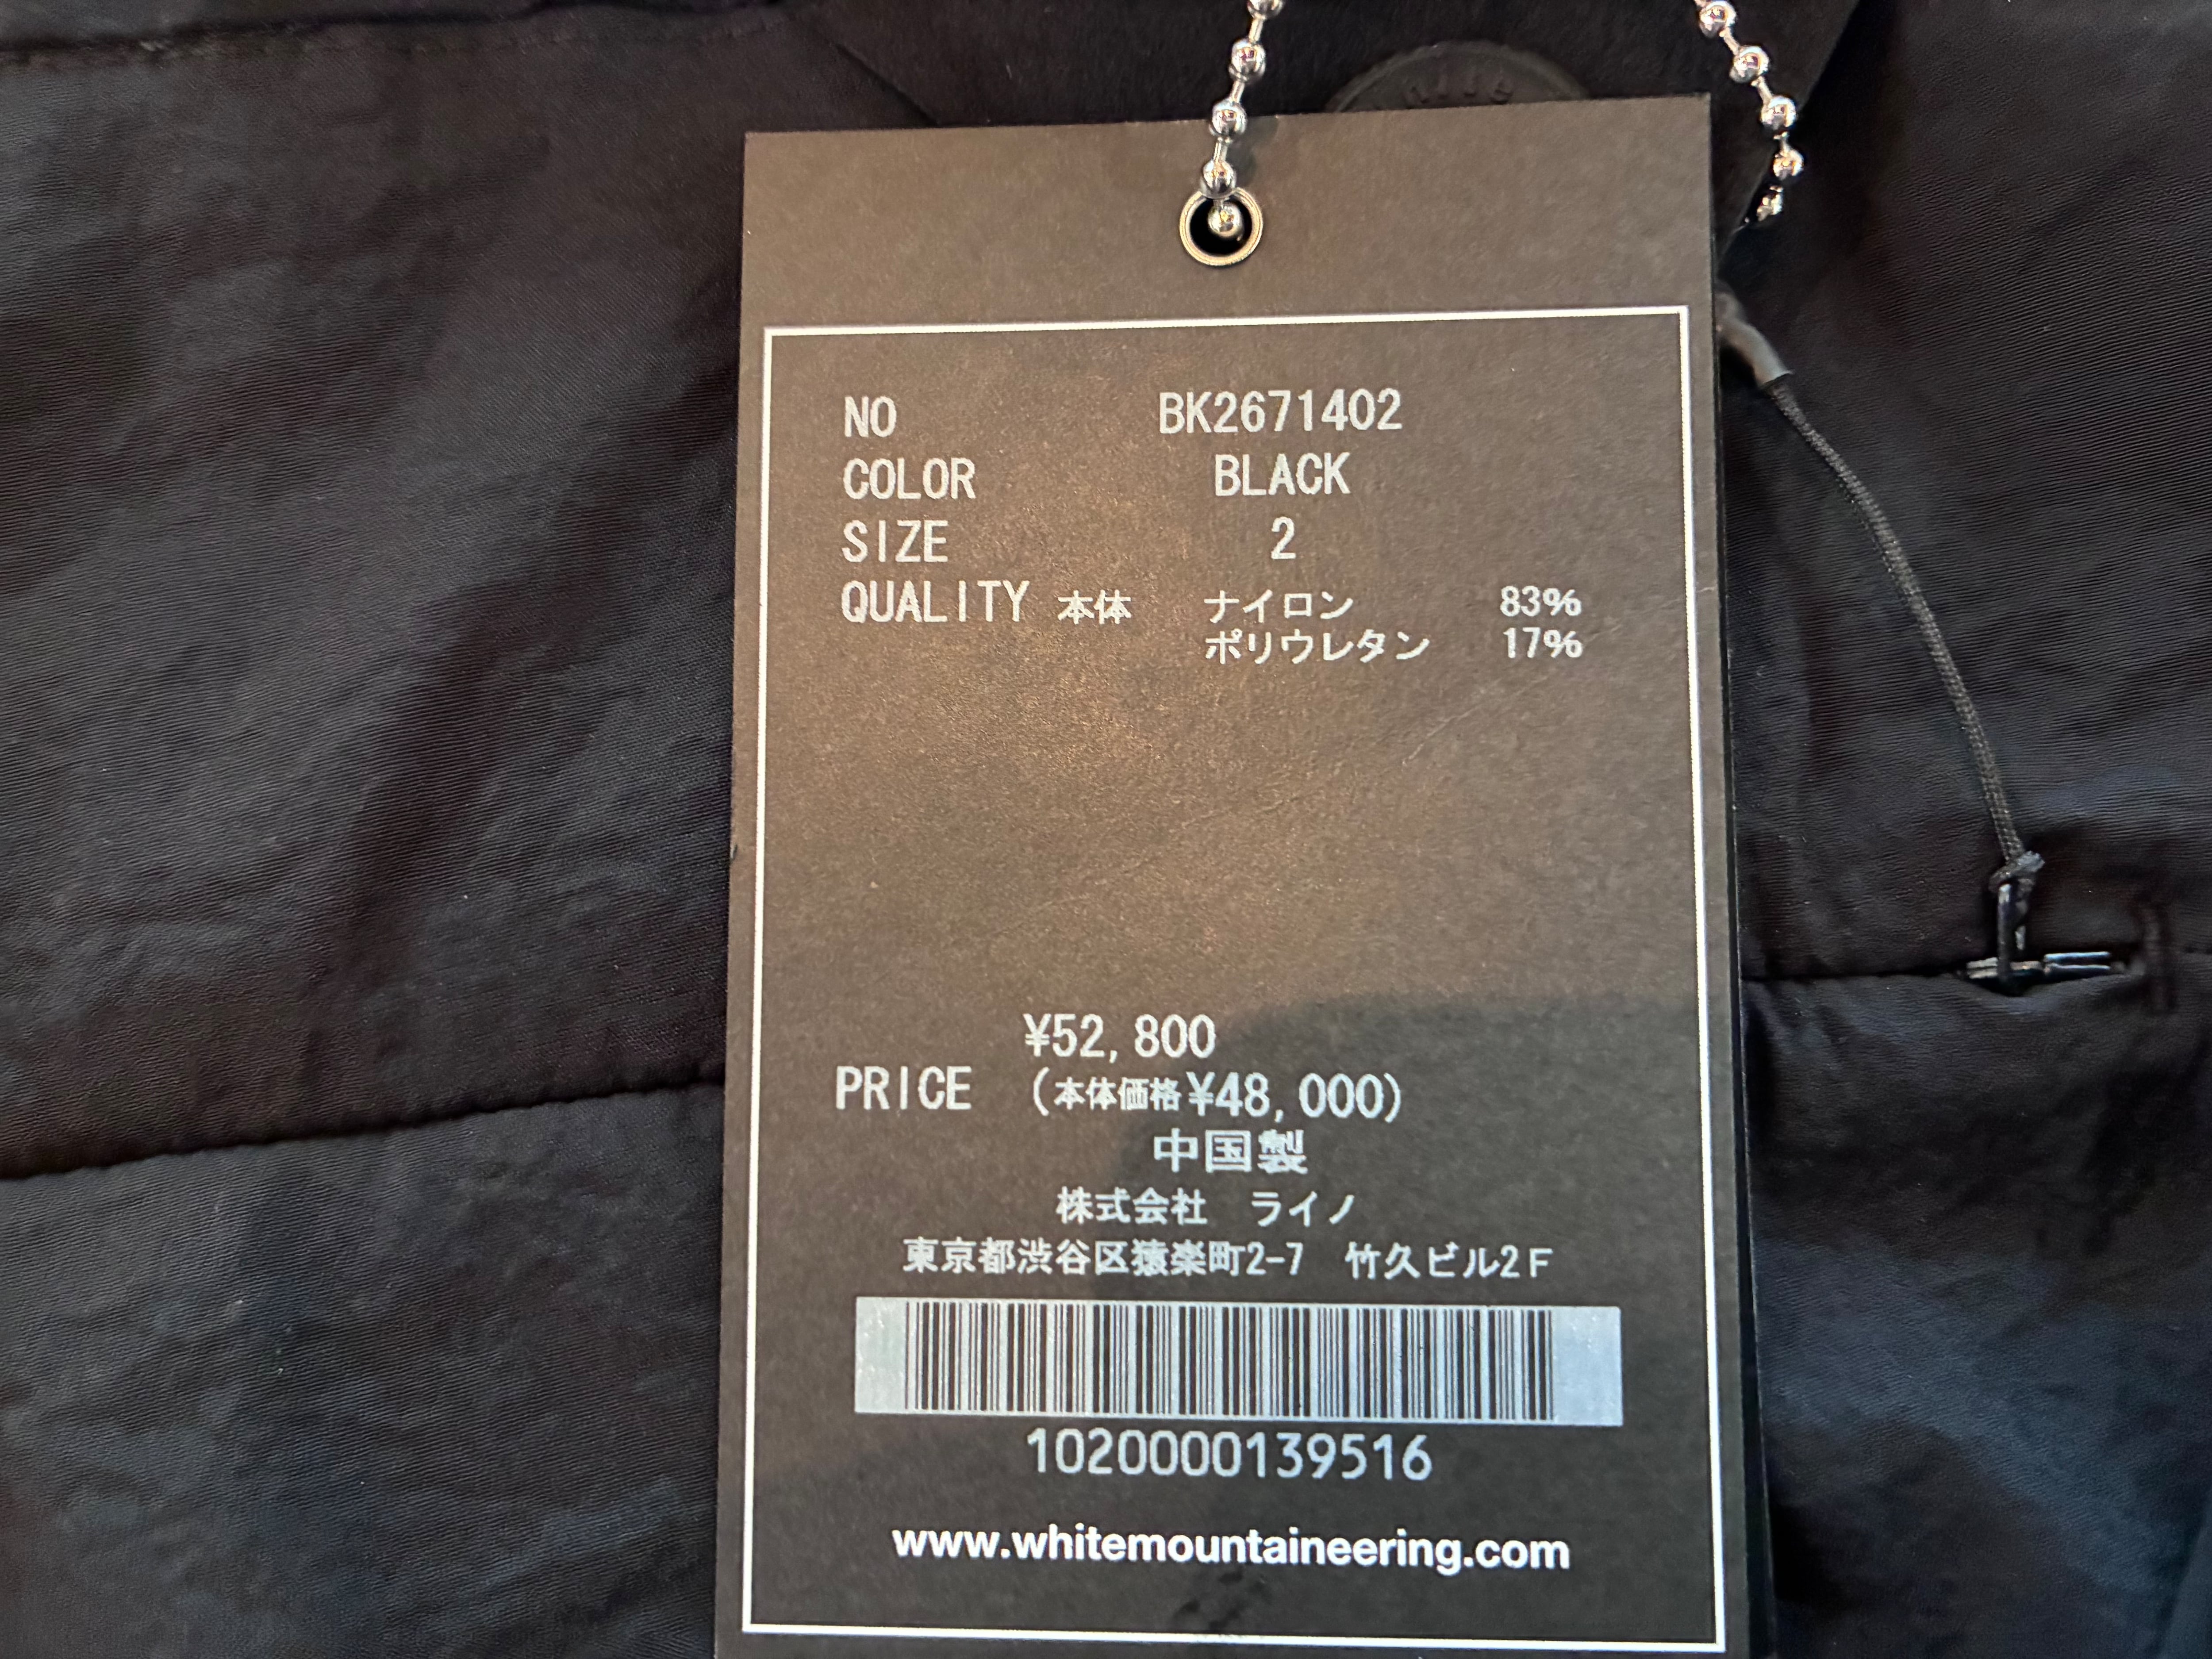 NO BK2671402
COLOR BLACK
SIZE 2
QUALITY 本体 ナイロン 83%
ポリウレタン 17%
¥52,800
PRICE (本体価格¥48,000)
中国製
株式会社 ライノ
東京都渋谷区猿楽町2-7 竹久ビル2F
1020000139516
www.whitemountaineering.com